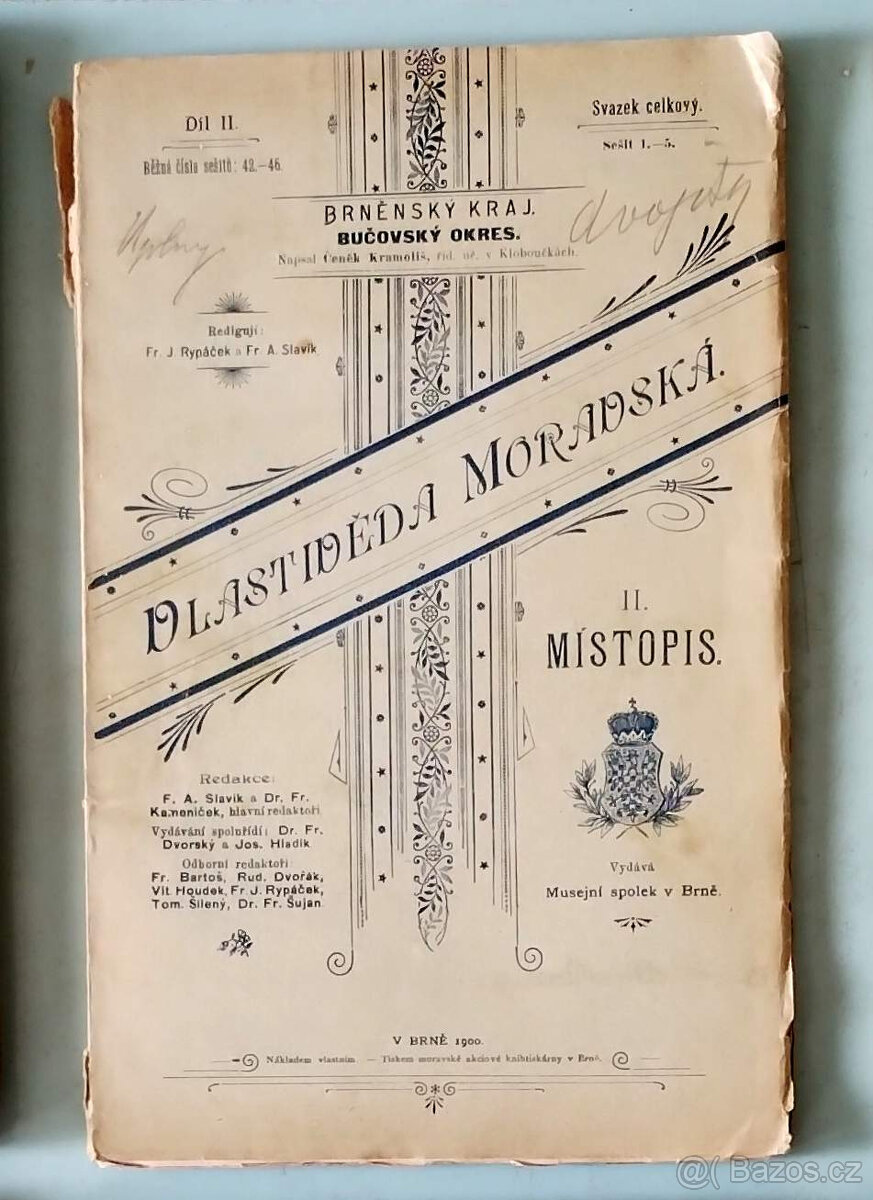 Díl II.
Běžná čísla sešitů: 42.—46.
Svazek celkový.
Sešit 1.—5.
dvojitý
BRNĚNSKÝ KRAJ.
BUČOVSKÝ OKRES.
Napsal Čeněk Kramoliš, říd. uč. v Kloboučkách.
Redigují:
Fr. J. Rypáček a Fr. A. Slavík
VLASTIVĚDA MORAVSKÁ.
II.
MÍSTOPIS.
Redakce:
F. A. Slavík a Dr. Fr.
Kameníček, hlavní redaktoři
Vydávání spoluřídí: Dr. Fr.
Dvorský a Jos. Hladík
Odborní redaktoři:
Fr. Bartoš, Rud. Dvořák,
Vit. Houdek, Fr. J. Rypáček,
Tom. Šílený, Dr. Fr. Šujan
Vydává
Musejní spolek v Brně.
V BRNĚ 1900.
Nákladem vlastním. — Tiskem moravské akciové knihtiskárny v Brně.
@( Bazos.cz